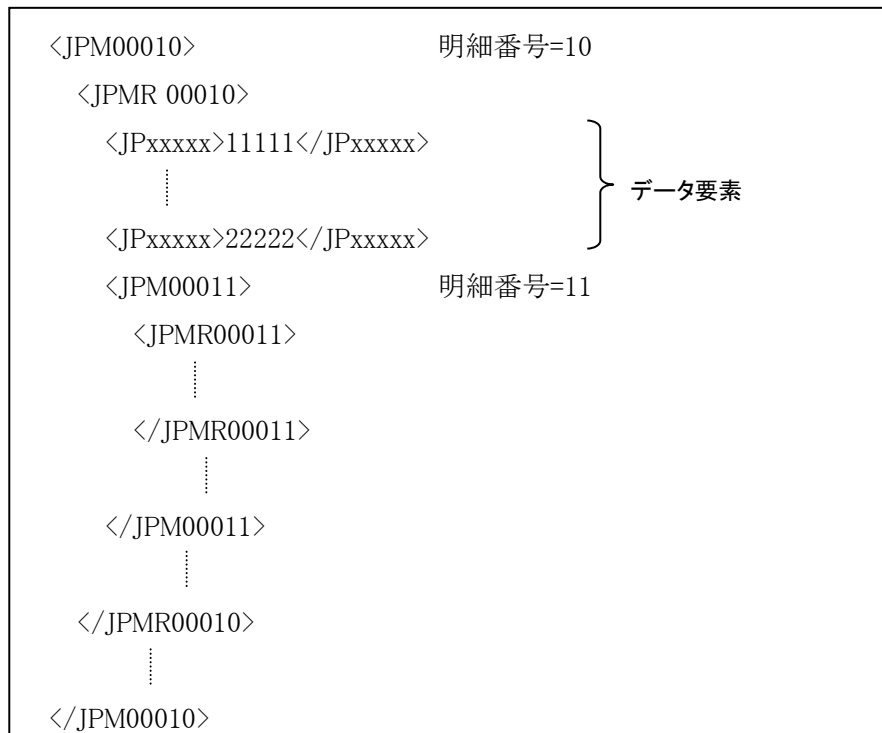 <JPM00010> 明細番号=10
<JPMR 00010>
<JPxxxxx>11111</JPxxxxx>
データ要素
<JPxxxxx>22222</JPxxxxx>
<JPM00011> 明細番号=11
<JPMR00011>
</JPMR00011>
</JPM00011>
</JPMR00010>
</JPM00010>